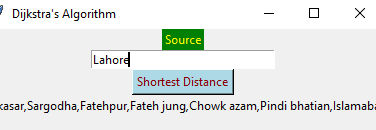 Dijkstra's Algorithm
Source
Lahore
Shortest Distance
kasar,Sargodha,Fatehpur,Fateh jung,Chowk azam,Pindi bhatian,Islamaba